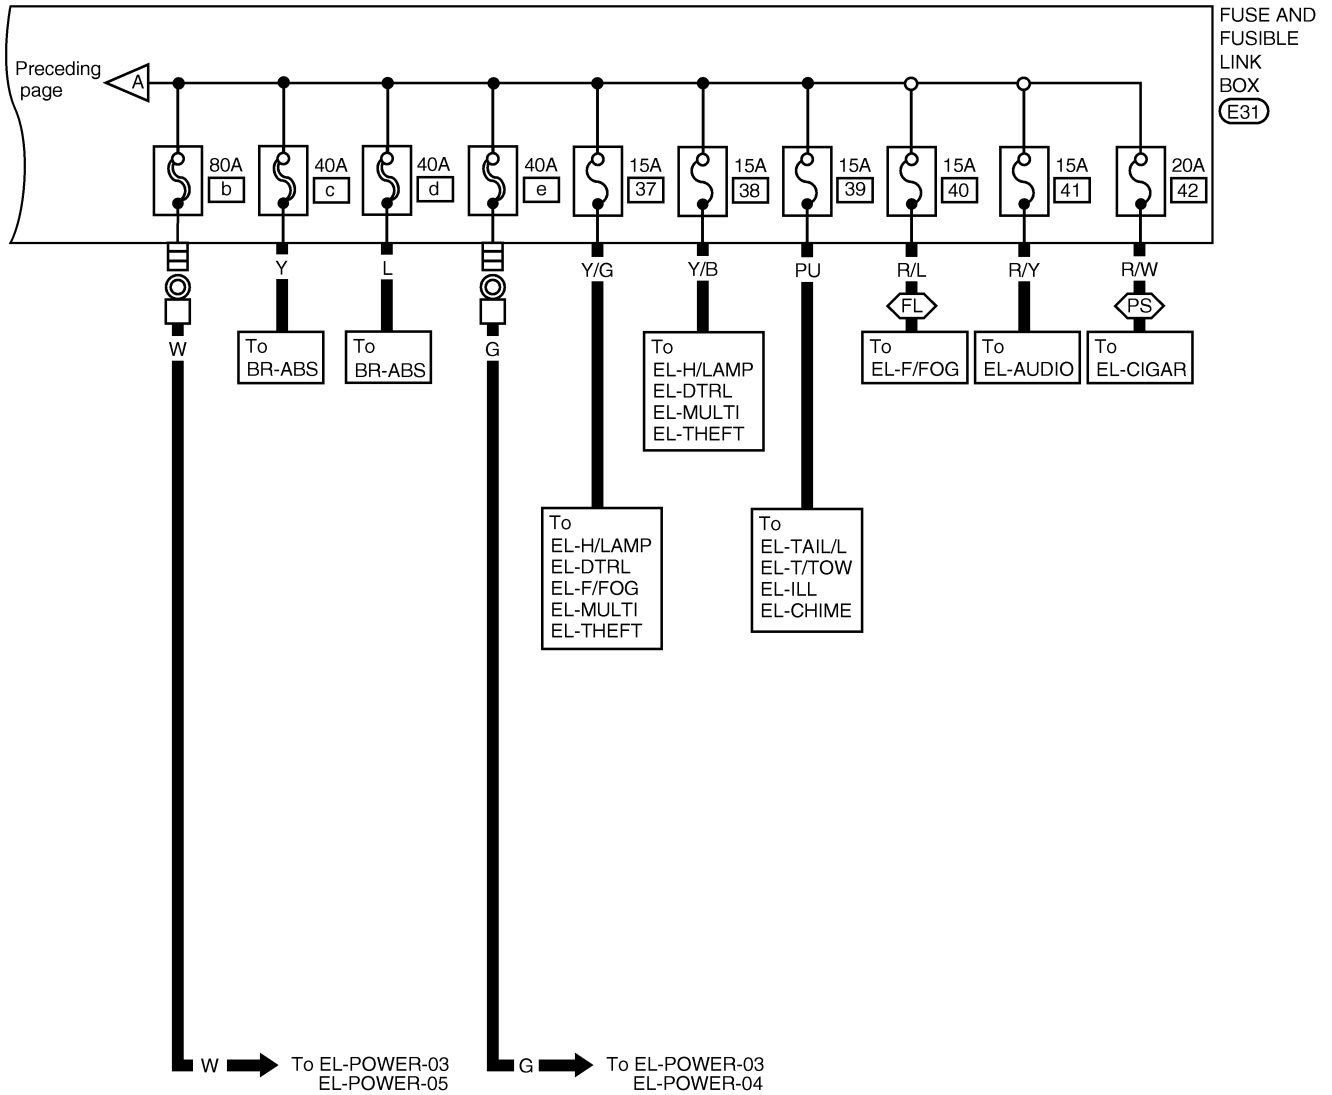 FUSE AND
FUSIBLE
LINK
BOX
E31
Preceding
page
A
80A
b
40A
c
40A
d
40A
e
15A
37
15A
38
15A
39
15A
40
15A
41
20A
42
Y
L
Y/G
Y/B
PU
R/L
R/Y
R/W
FL
PS
W
G
To
BR-ABS
To
BR-ABS
To
EL-H/LAMP
EL-DTRL
EL-MULTI
EL-THEFT
To
EL-F/FOG
To
EL-AUDIO
To
EL-CIGAR
To
EL-H/LAMP
EL-DTRL
EL-F/FOG
EL-MULTI
EL-THEFT
To
EL-TAIL/L
EL-T/TOW
EL-ILL
EL-CHIME
W
To EL-POWER-03
EL-POWER-05
G
To EL-POWER-03
EL-POWER-04